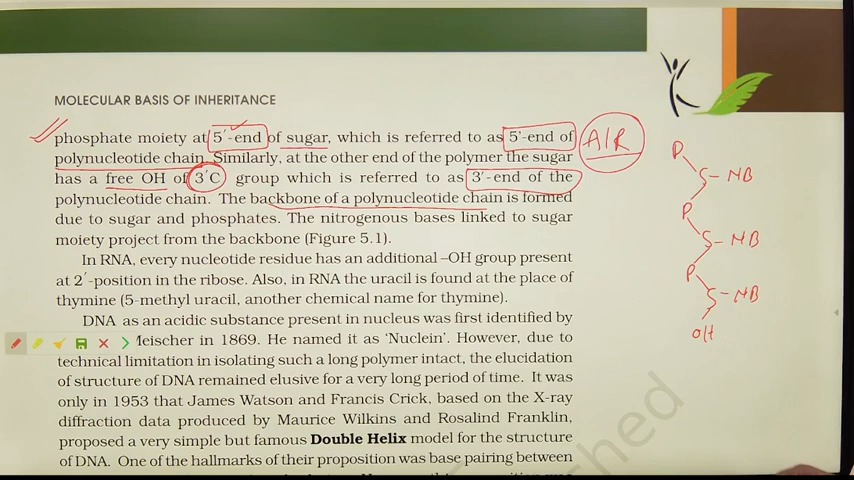 MOLECULAR BASIS OF INHERITANCE
phosphate moiety at 5′-end of sugar, which is referred to as 5′-end of
polynucleotide chain. Similarly, at the other end of the polymer the sugar
has a free OH of 3′C group which is referred to as 3′-end of the
polynucleotide chain. The backbone of a polynucleotide chain is formed
due to sugar and phosphates. The nitrogenous bases linked to sugar
moiety project from the backbone (Figure 5.1).
In RNA, every nucleotide residue has an additional –OH group present
at 2′-position in the ribose. Also, in RNA the uracil is found at the place of
thymine (5-methyl uracil, another chemical name for thymine).
DNA as an acidic substance present in nucleus was first identified by
Meischer in 1869. He named it as ‘Nuclein’. However, due to
technical limitation in isolating such a long polymer intact, the elucidation
of structure of DNA remained elusive for a very long period of time. It was
only in 1953 that James Watson and Francis Crick, based on the X-ray
diffraction data produced by Maurice Wilkins and Rosalind Franklin,
proposed a very simple but famous Double Helix model for the structure
of DNA. One of the hallmarks of their proposition was base pairing between
A/R
P
S-NB
P
S-NB
P
S-NB
OH